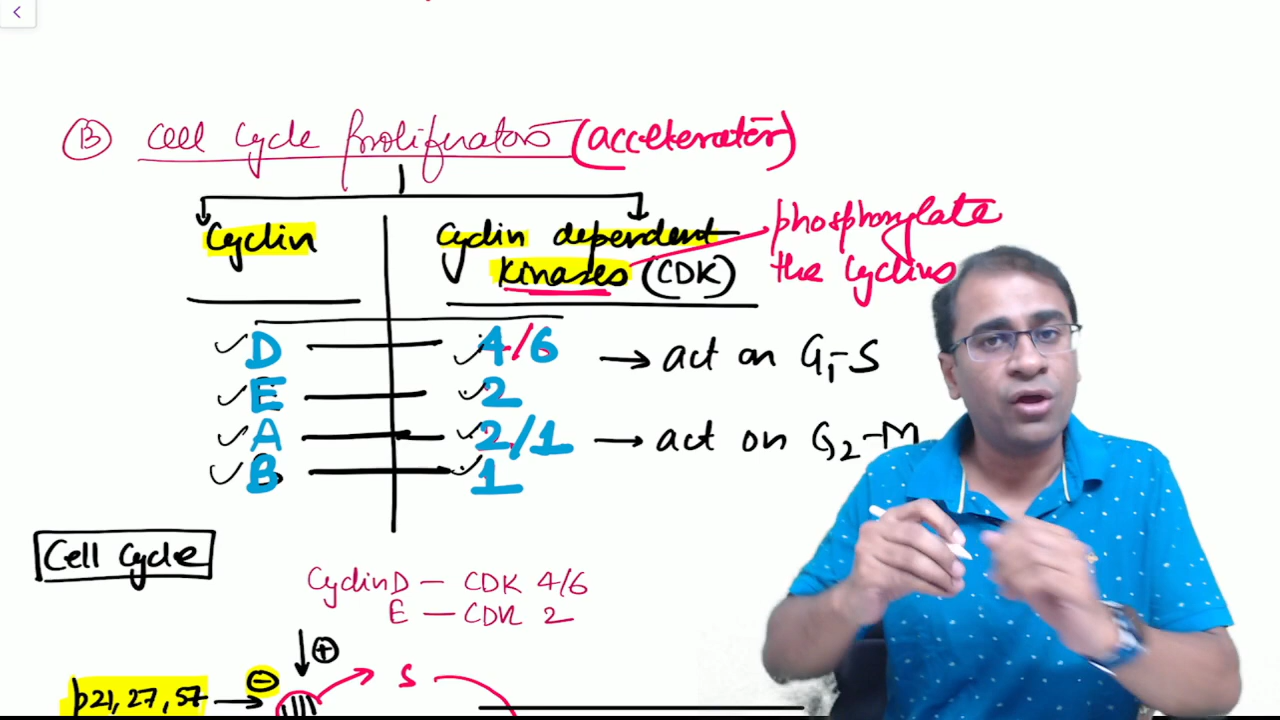 B Cell Cycle Proliferators (accelerator)
Cyclin
Cyclin dependent
Kinases (CDK)
phosphorylate
the Cyclins
D 4/6 → act on G1-S
E 2
A 2/1 → act on G2-M
B 1
Cell Cycle
Cyclin D — CDK 4/6
E — CDK 2
+
p21, 27, 57 → −
S